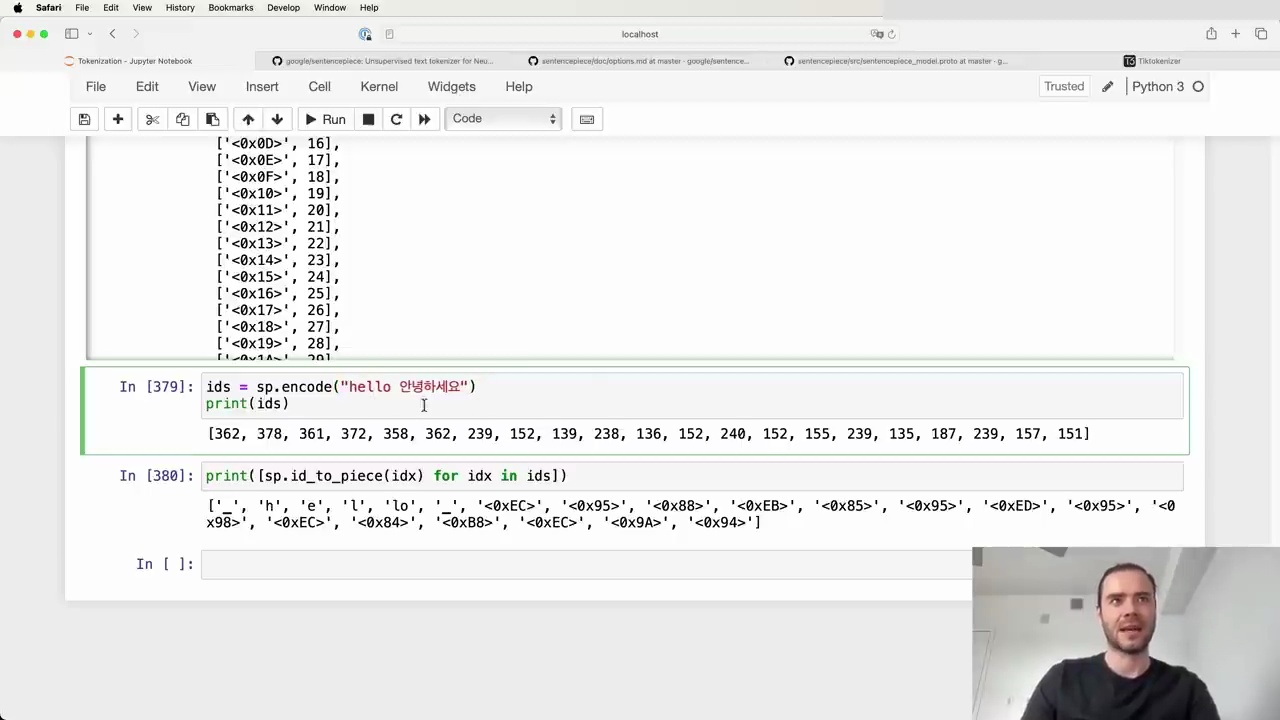 Safari File Edit View History Bookmarks Develop Window Help
localhost
Tokenization - Jupyter Notebook
google/sentencepiece: Unsupervised text tokenizer for Neu...
sentencepiece/doc/options.md at master · google/sentence...
sentencepiece/src/sentencepiece_model.proto at master · g...
Tiktokenizer
File Edit View Insert Cell Kernel Widgets Help
Trusted
Python 3
Run
Code
['<0x0D>', 16],
['<0x0E>', 17],
['<0x0F>', 18],
['<0x10>', 19],
['<0x11>', 20],
['<0x12>', 21],
['<0x13>', 22],
['<0x14>', 23],
['<0x15>', 24],
['<0x16>', 25],
['<0x17>', 26],
['<0x18>', 27],
['<0x19>', 28],
['<0x1A>', 29],
In [379]: ids = sp.encode("hello 안녕하세요")
print(ids)
[362, 378, 361, 372, 358, 362, 239, 152, 139, 238, 136, 152, 240, 152, 155, 239, 135, 187, 239, 157, 151]
In [380]: print([sp.id_to_piece(idx) for idx in ids])
['▁', 'h', 'e', 'l', 'lo', '▁', '<0xEC>', '<0x95>', '<0x88>', '<0xEB>', '<0x85>', '<0x95>', '<0xED>', '<0x95>', '<0
x98>', '<0xEC>', '<0x84>', '<0xB8>', '<0xEC>', '<0x9A>', '<0x94>']
In [ ]: